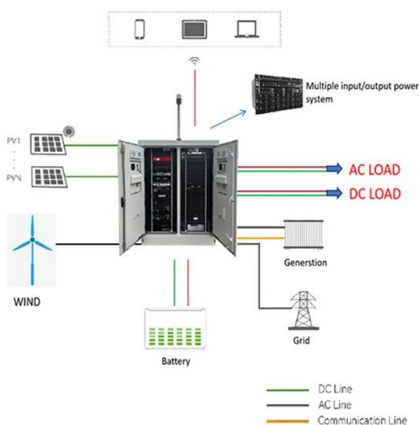 Multiple input/output power
system
PV1
PVN
AC LOAD
DC LOAD
WIND
Generstion
Battery
Grid
DC Line
AC Line
Communication Line